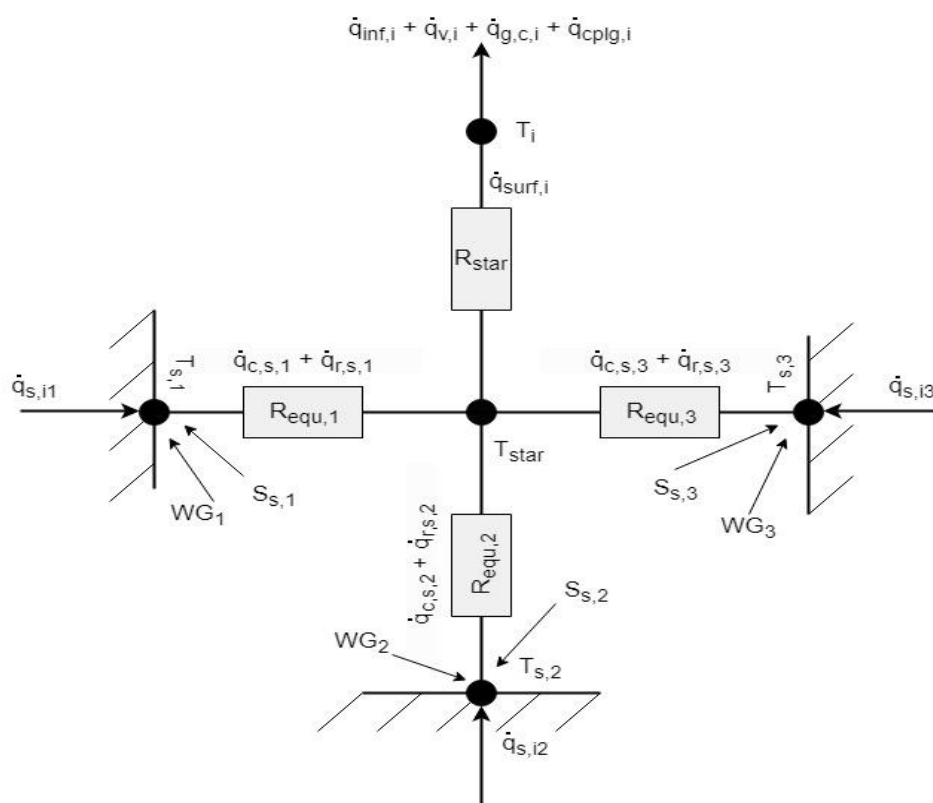 q̇inf,i + q̇v,i + q̇g,c,i + q̇cplg,i
Ti
q̇surf,i
Rstar
q̇c,s,1 + q̇r,s,1
q̇c,s,3 + q̇r,s,3
Ts,1
Ts,3
q̇s,i1
q̇s,i3
Requ,1
Requ,3
Tstar
Ss,1
Ss,3
WG1
WG3
q̇c,s,2 + q̇r,s,2
Requ,2
Ss,2
WG2
Ts,2
q̇s,i2